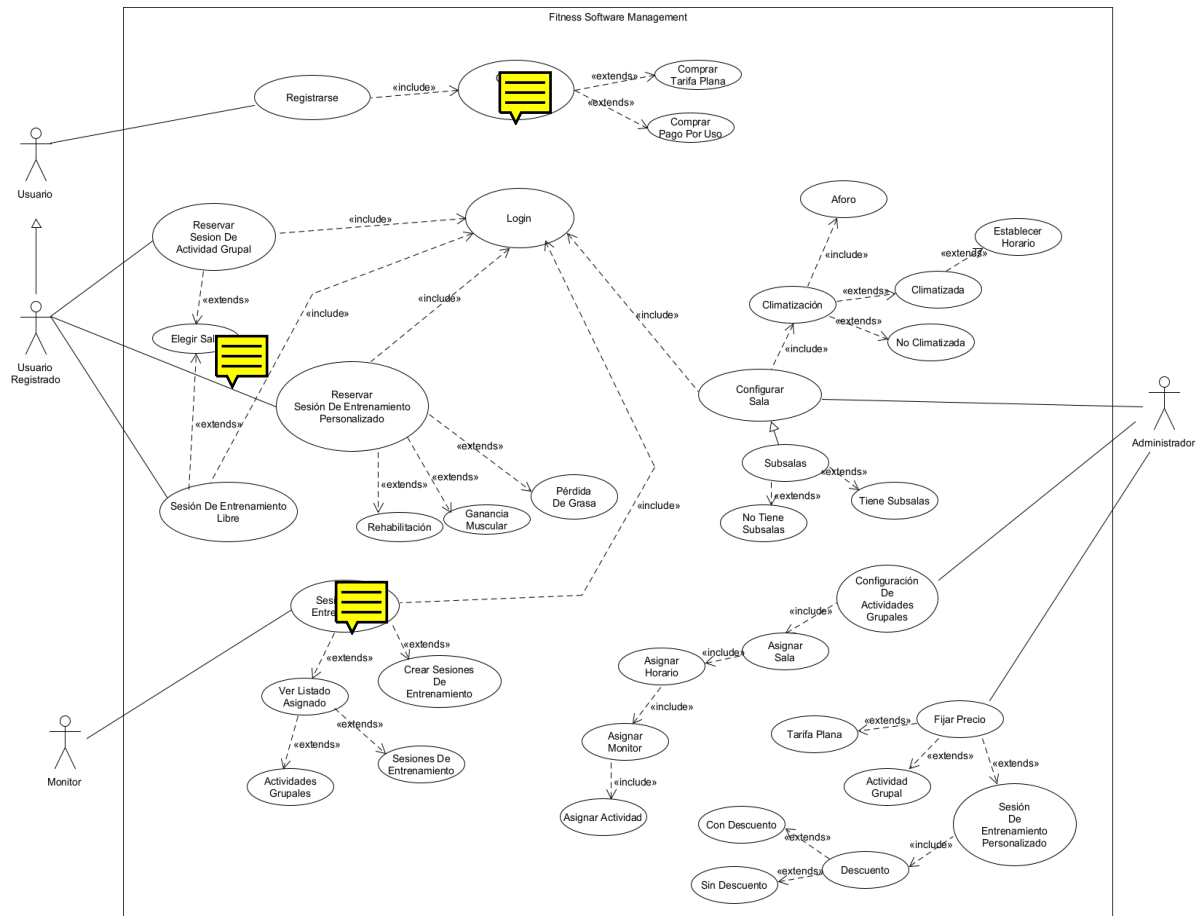 Fitness Software Management
Registrarse
«include»
«extends»
Comprar
Tarifa Plana
«extends»
Comprar
Pago Por Uso
Usuario
Reservar
Sesion De
Actividad Grupal
«include»
Login
Aforo
Establecer
Horario
«include»
«extends»
Climatizada
Climatización
«extends»
«extends»
No Climatizada
«include»
«extends»
«include»
«include»
«include»
Elegir
Usuario
Registrado
Reservar
Sesión De Entrenamiento
Personalizado
Configurar
Sala
Administrador
«extends»
«extends»
«extends»
«extends»
Subsalas
«extends»
«extends»
Tiene Subsalas
No Tiene
Subsalas
Sesión De Entrenamiento
Libre
Rehabilitación
Ganancia
Muscular
Pérdida
De Grasa
«include»
Configuración
De
Actividades
Grupales
«include»
«extends»
«extends»
Crear Sesiones
De
Entrenamiento
Asignar
Sala
«include»
Asignar
Horario
Ver Listado
Asignado
«extends»
«extends»
Sesiones De
Entrenamiento
Actividades
Grupales
Monitor
«include»
Asignar
Monitor
«include»
Asignar Actividad
Fijar Precio
«extends»
Tarifa Plana
«extends»
«extends»
Actividad
Grupal
Sesión
De
Entrenamiento
Personalizado
«include»
Descuento
«extends»
Con Descuento
«extends»
Sin Descuento